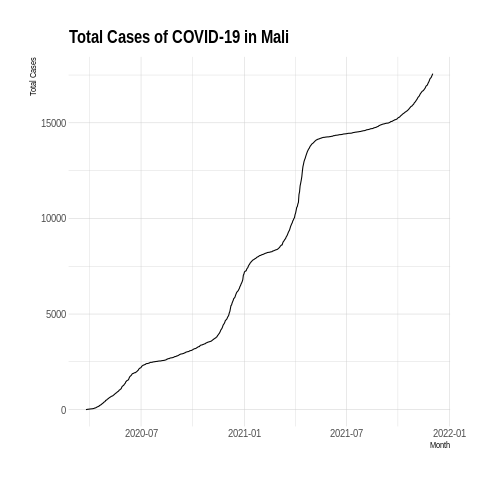 Total Cases of COVID-19 in Mali
Total Cases
15000
10000
5000
0
2020-07
2021-01
2021-07
2022-01
Month